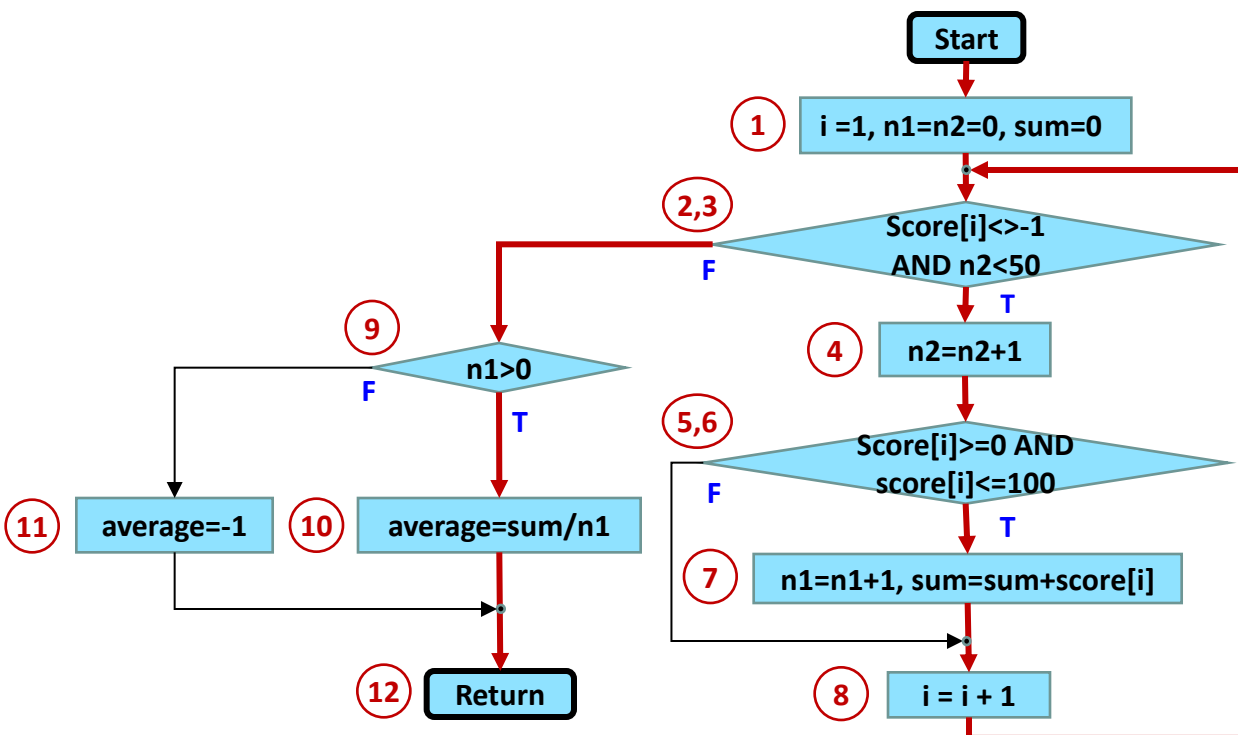 Start
1
i =1, n1=n2=0, sum=0
2,3
Score[i]<>-1
AND n2<50
F
T
9
n1>0
F
T
4
n2=n2+1
5,6
Score[i]>=0 AND
score[i]<=100
F
T
11
average=-1
10
average=sum/n1
7
n1=n1+1, sum=sum+score[i]
12
Return
8
i = i + 1